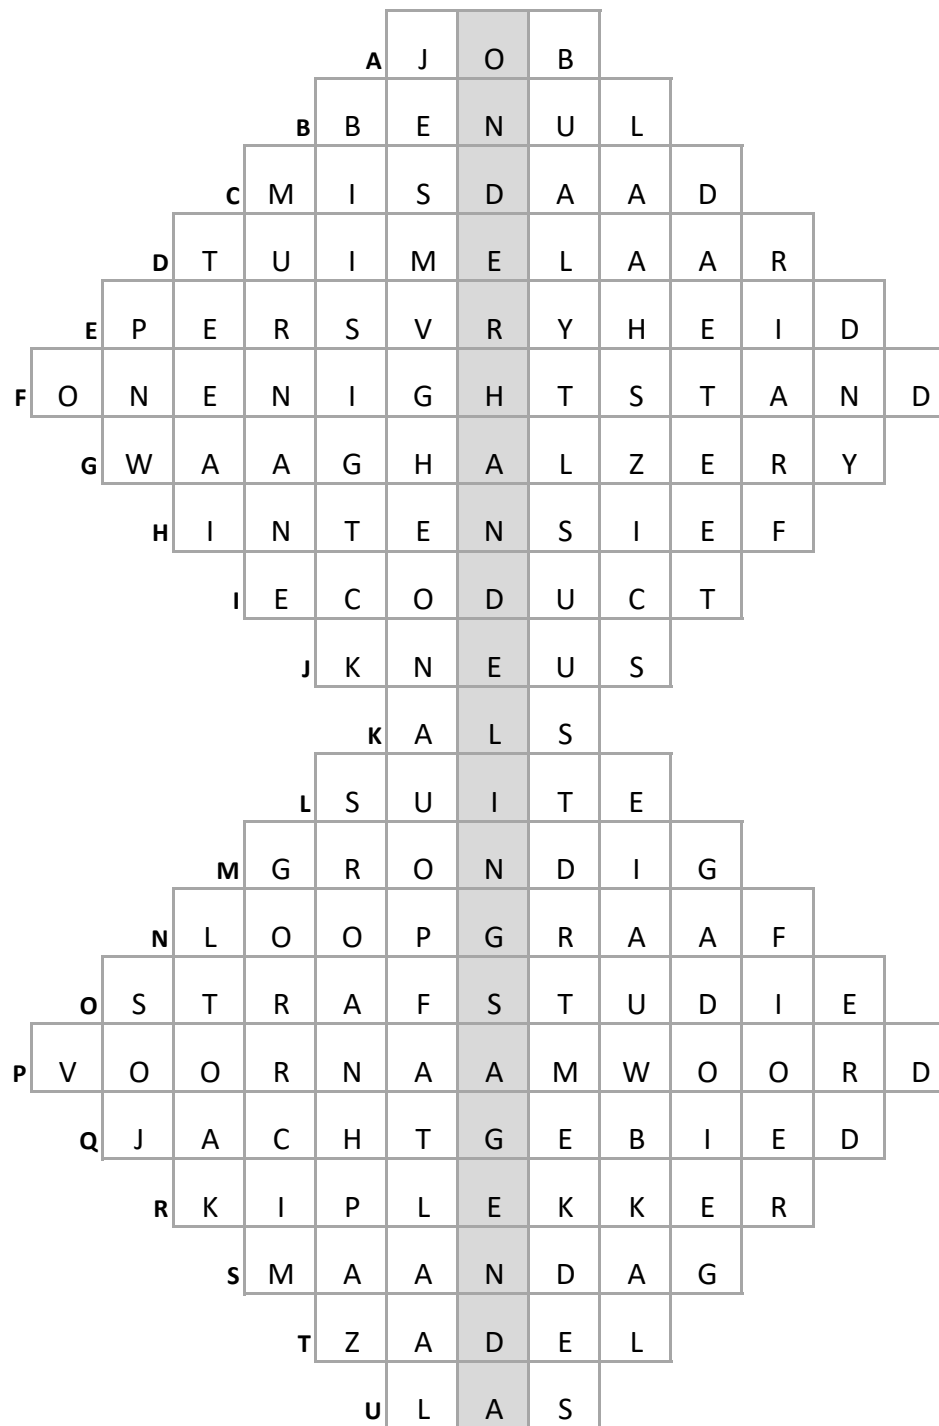 A J O B
B B E N U L
C M I S D A A D
D T U I M E L A A R
E P E R S V R Y H E I D
F O N E N I G H T S T A N D
G W A A G H A L Z E R Y
H I N T E N S I E F
I E C O D U C T
J K N E U S
K A L S
L S U I T E
M G R O N D I G
N L O O P G R A A F
O S T R A F S T U D I E
P V O O R N A A M W O O R D
Q J A C H T G E B I E D
R K I P L E K K E R
S M A A N D A G
T Z A D E L
U L A S